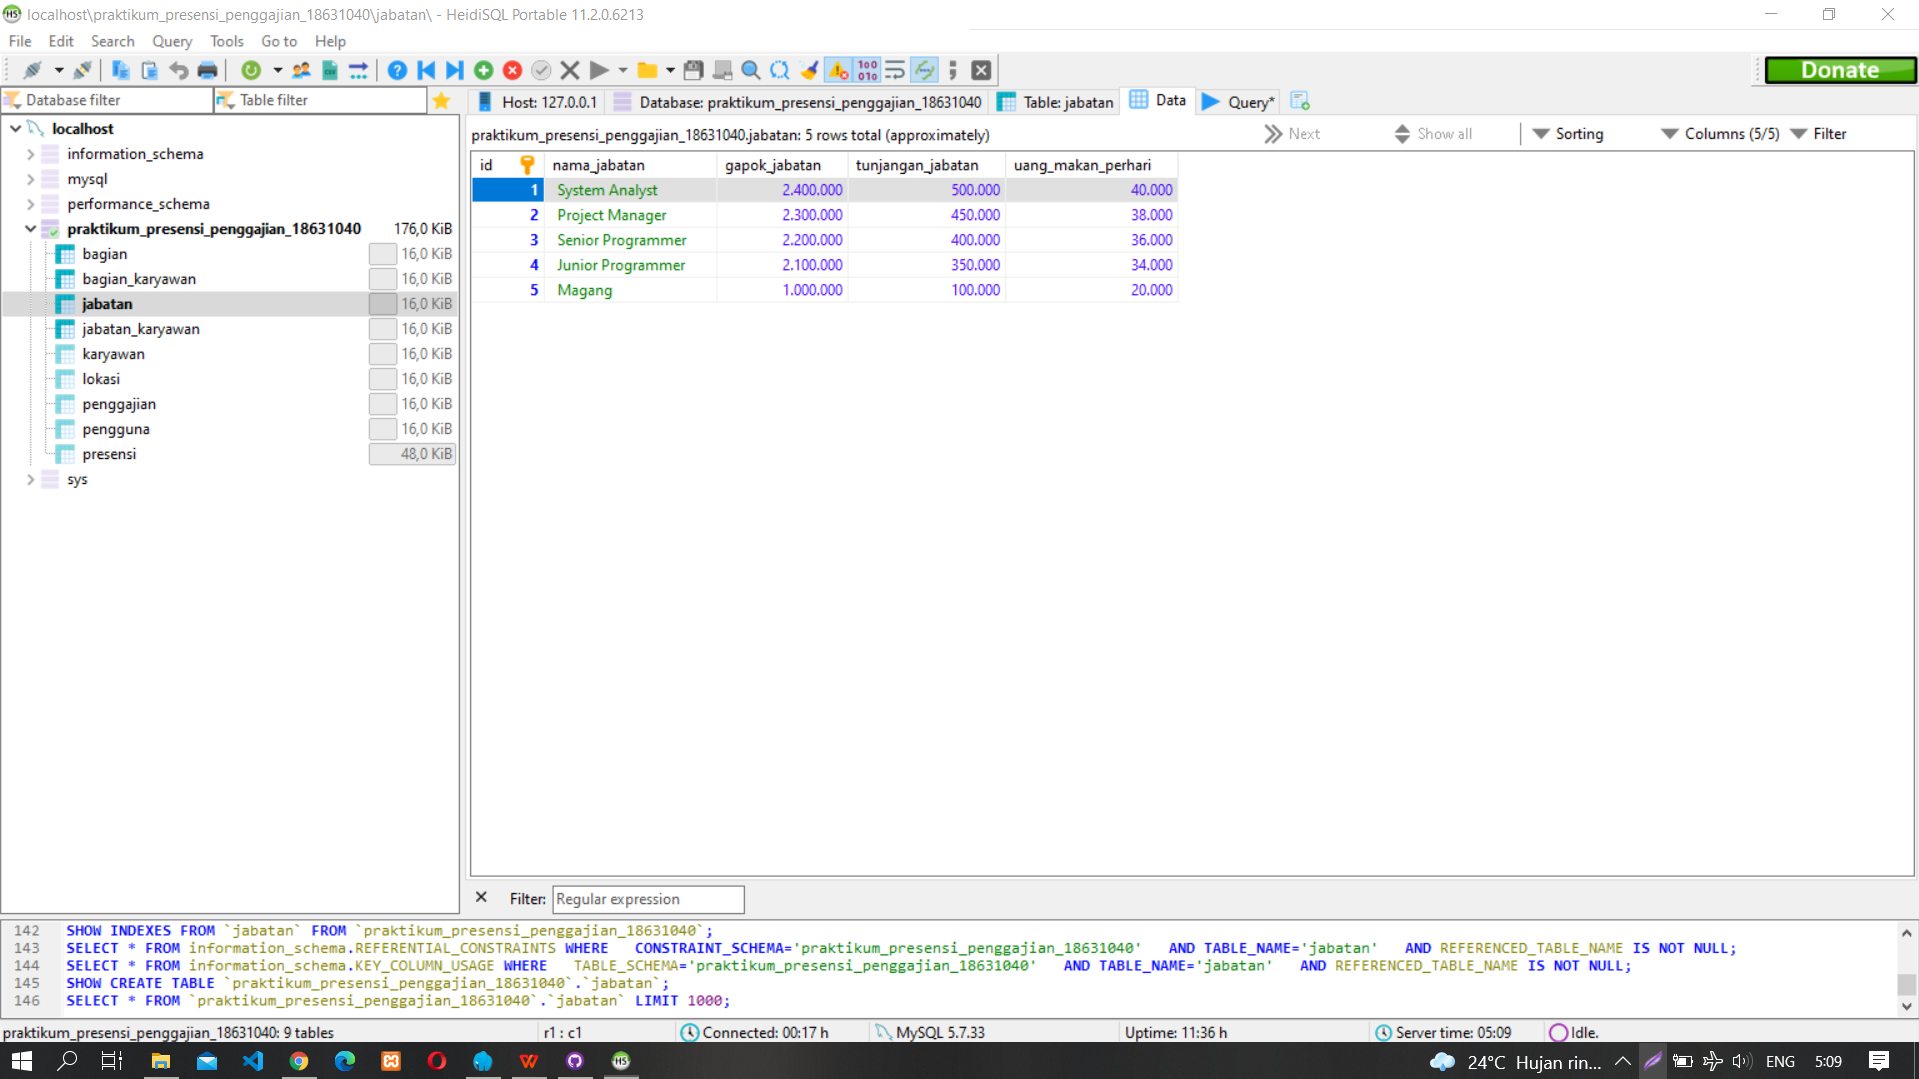 localhost\praktikum_presensi_penggajian_18631040\jabatan\ - HeidiSQL Portable 11.2.0.6213
File Edit Search Query Tools Go to Help
Donate
Database filter Table filter
Host: 127.0.0.1 Database: praktikum_presensi_penggajian_18631040 Table: jabatan Data Query*
localhost
information_schema
mysql
performance_schema
praktikum_presensi_penggajian_18631040 176,0 KiB
bagian 16,0 KiB
bagian_karyawan 16,0 KiB
jabatan 16,0 KiB
jabatan_karyawan 16,0 KiB
karyawan 16,0 KiB
lokasi 16,0 KiB
penggajian 16,0 KiB
pengguna 16,0 KiB
presensi 48,0 KiB
sys
praktikum_presensi_penggajian_18631040.jabatan: 5 rows total (approximately) Next Show all Sorting Columns (5/5) Filter
id nama_jabatan gapok_jabatan tunjangan_jabatan uang_makan_perhari
1 System Analyst 2.400.000 500.000 40.000
2 Project Manager 2.300.000 450.000 38.000
3 Senior Programmer 2.200.000 400.000 36.000
4 Junior Programmer 2.100.000 350.000 34.000
5 Magang 1.000.000 100.000 20.000
Filter: Regular expression
142 SHOW INDEXES FROM `jabatan` FROM `praktikum_presensi_penggajian_18631040`;
143 SELECT * FROM information_schema.REFERENTIAL_CONSTRAINTS WHERE CONSTRAINT_SCHEMA='praktikum_presensi_penggajian_18631040' AND TABLE_NAME='jabatan' AND REFERENCED_TABLE_NAME IS NOT NULL;
144 SELECT * FROM information_schema.KEY_COLUMN_USAGE WHERE TABLE_SCHEMA='praktikum_presensi_penggajian_18631040' AND TABLE_NAME='jabatan' AND REFERENCED_TABLE_NAME IS NOT NULL;
145 SHOW CREATE TABLE `praktikum_presensi_penggajian_18631040`.`jabatan`;
146 SELECT * FROM `praktikum_presensi_penggajian_18631040`.`jabatan` LIMIT 1000;
praktikum_presensi_penggajian_18631040: 9 tables r1 : c1 Connected: 00:17 h MySQL 5.7.33 Uptime: 11:36 h Server time: 05:09 Idle.
24°C Hujan rin... ENG 5:09